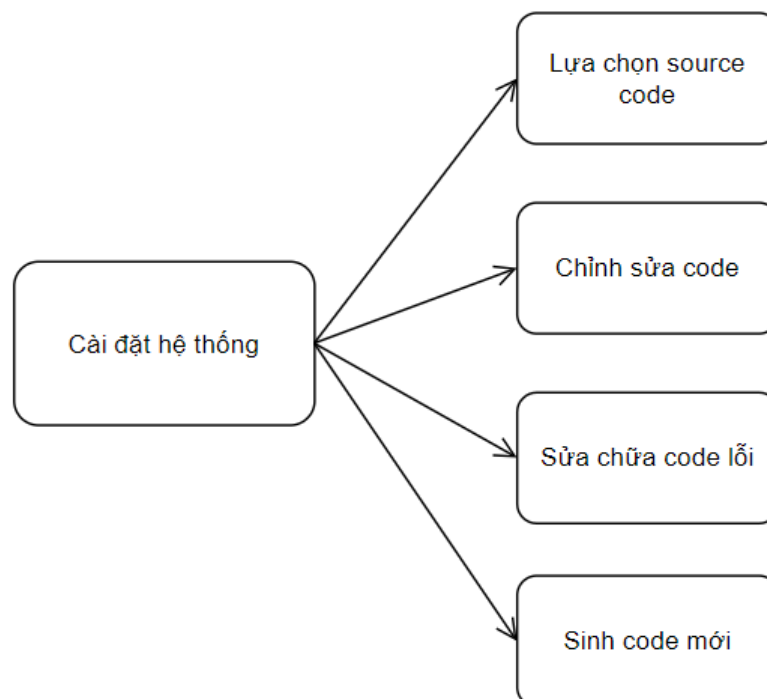 Lựa chọn source
code
Chỉnh sửa code
Cài đặt hệ thống
Sửa chữa code lỗi
Sinh code mới